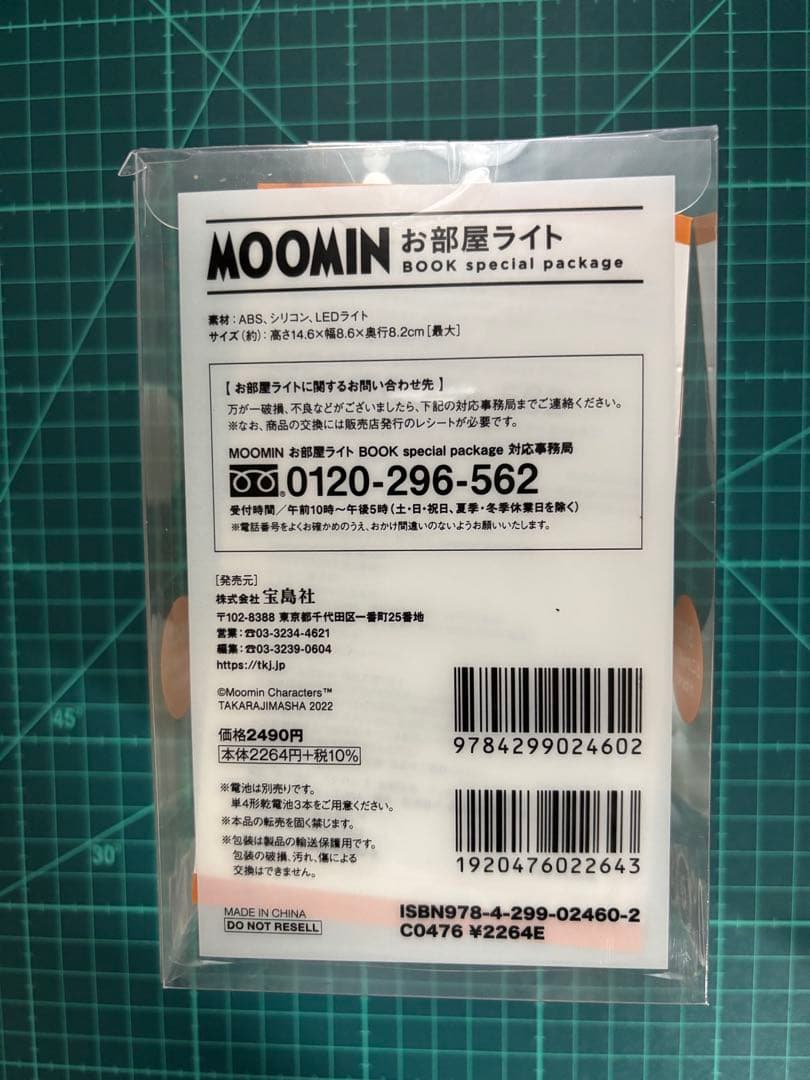 MOOMIN お部屋ライト
BOOK special package
素材：ABS、シリコン、LEDライト
サイズ（約）：高さ14.6×幅8.6×奥行8.2cm［最大］
【 お部屋ライトに関するお問い合わせ先 】
万が一破損、不良などがございましたら、下記の対応事務局までご連絡ください。
※なお、商品の交換には販売店発行のレシートが必要です。
MOOMIN お部屋ライト BOOK special package 対応事務局
0120-296-562
受付時間／午前10時〜午後5時（土・日・祝日、夏季・冬季休業日を除く）
※電話番号をよくお確かめのうえ、おかけ間違いのないようお願いいたします。
［発売元］
株式会社 宝島社
〒102-8388 東京都千代田区一番町25番地
営業：☎03-3234-4621
編集：☎03-3239-0604
https://tkj.jp
©Moomin Characters™
TAKARAJIMASHA 2022
価格2490円
本体2264円＋税10%
9784299024602
※電池は別売りです。
単4形乾電池3本をご用意ください。
※本品の転売を固く禁じます。
※包装は製品の輸送保護用です。
包装の破損、汚れ、傷による
交換はできません。
1920476022643
MADE IN CHINA
DO NOT RESELL
ISBN978-4-299-02460-2
C0476 ¥2264E
45°
30°